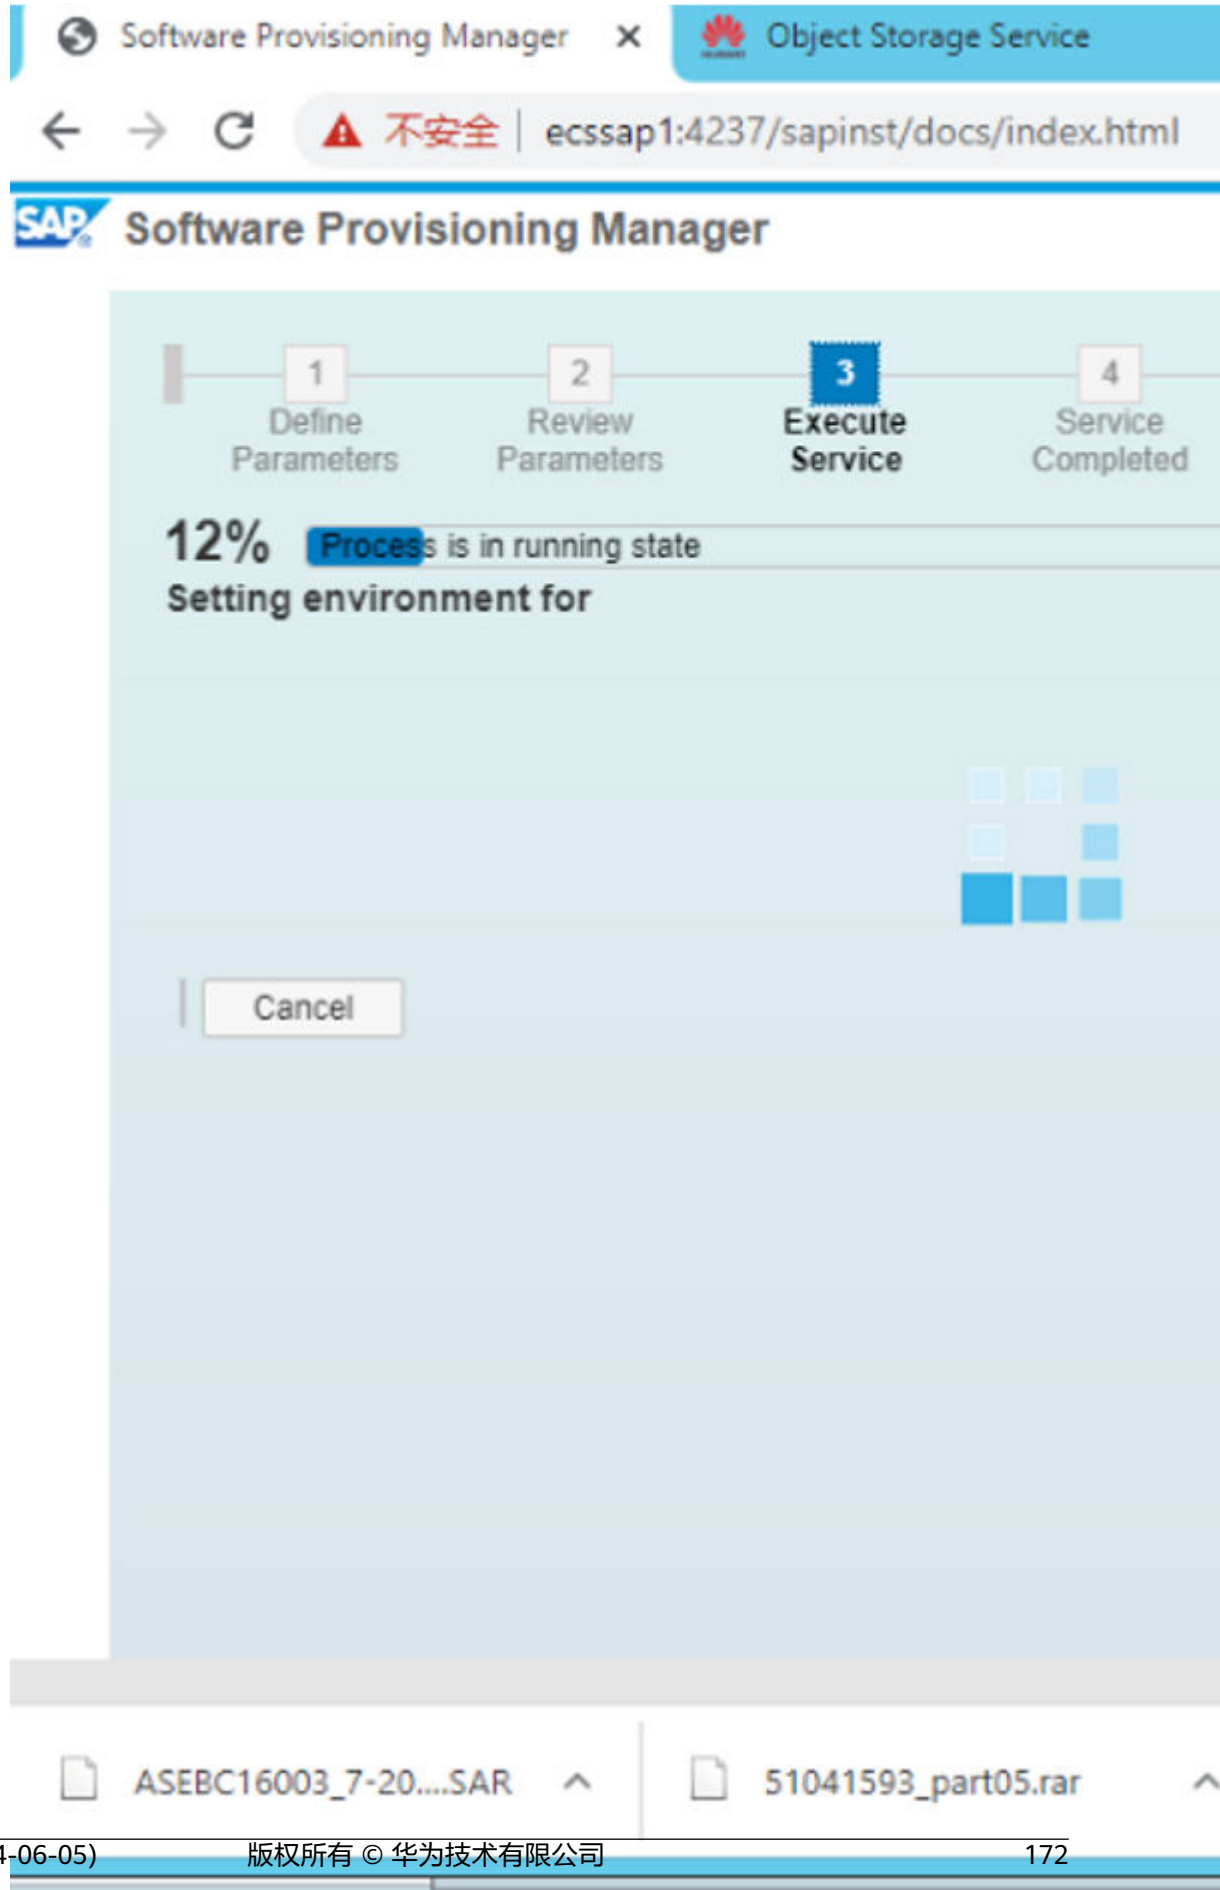 Software Provisioning Manager
Object Storage Service
不安全 | ecssap1:4237/sapinst/docs/index.html
SAP Software Provisioning Manager
1 2 3 4
Define Review Execute Service
Parameters Parameters Service Completed
12% Process is in running state
Setting environment for
Cancel
ASEBC16003_7-20....SAR 51041593_part05.rar
-06-05) 版权所有 © 华为技术有限公司 172